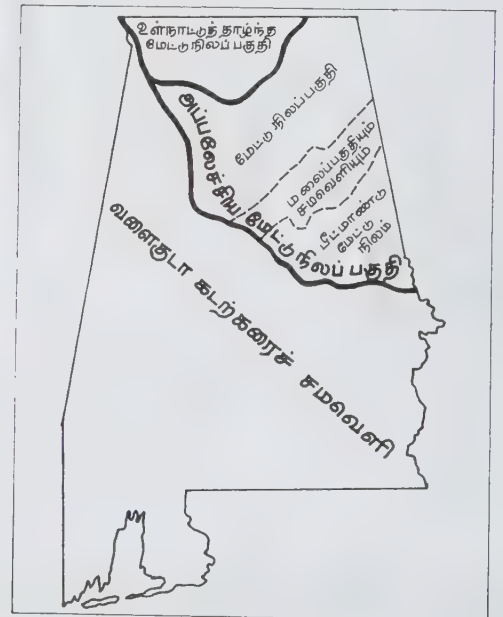 உள்நாட்டுத் தாழ்ந்த
மேட்டு நிலப் பகுதி
மேட்டு நிலப் பகுதி
மலைப்பகுதியும்
சமவெளியும்
பீட்மாண்டு
மேட்டு
நிலம்
அப்பலேச்சிய மேட்டு நிலப் பகுதி
வளைகுடா கடற்கரைச் சமவெளி